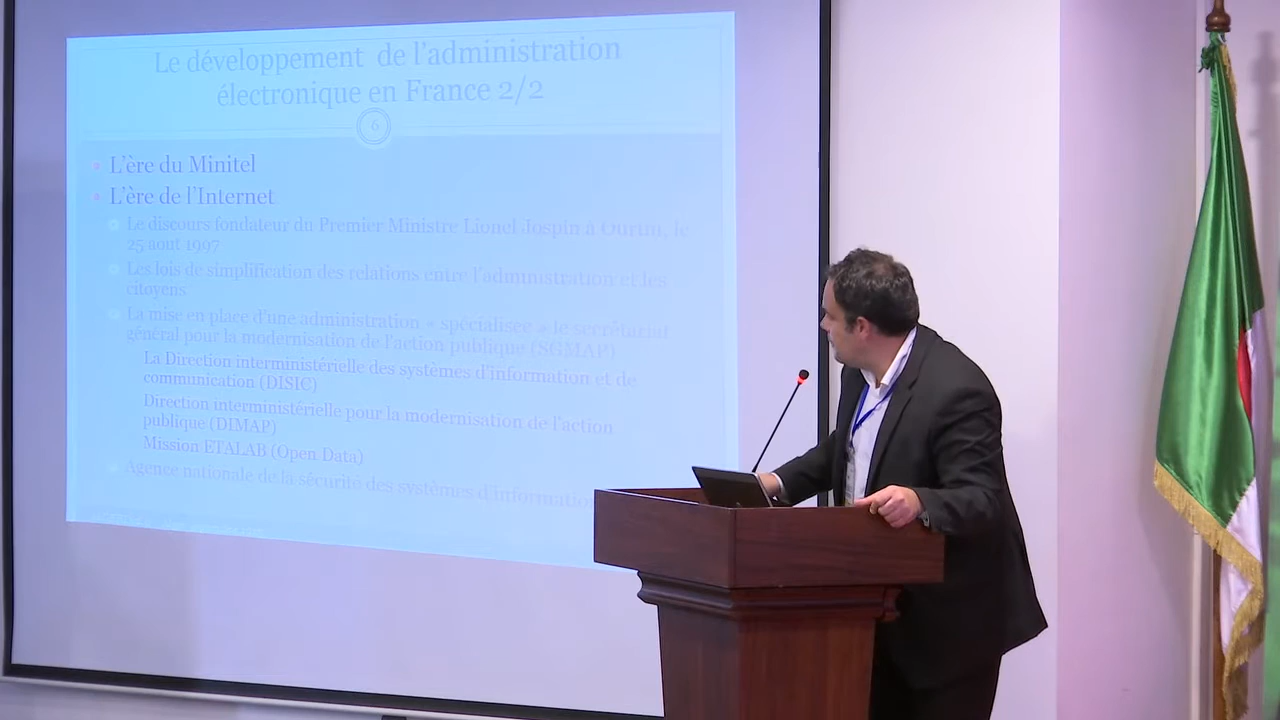 Le développement de l'administration
électronique en France 2/2
6
L'ère du Minitel
L'ère de l'Internet
Le discours fondateur du Premier Ministre Lionel Jospin à Ourtin, le
25 aout 1997
Les lois de simplification des relations entre l'administration et les
citoyens
La mise en place d'une administration « spécialisée » le secrétariat
général pour la modernisation de l'action publique (SGMAP)
La Direction interministérielle des systèmes d'information et de
communication (DISIC)
Direction interministérielle pour la modernisation de l'action
publique (DIMAP)
Mission ETALAB (Open Data)
Agence nationale de la sécurité des systèmes d'information